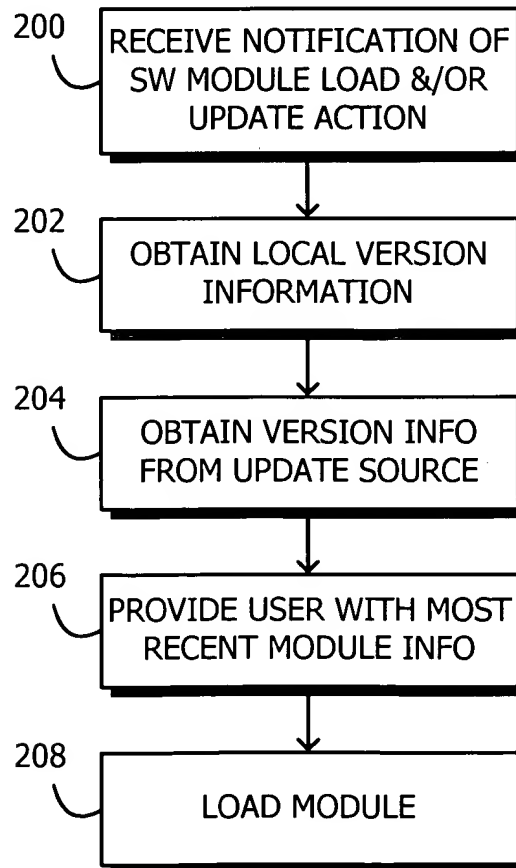 200
RECEIVE NOTIFICATION OF
SW MODULE LOAD &/OR
UPDATE ACTION
202
OBTAIN LOCAL VERSION
INFORMATION
204
OBTAIN VERSION INFO
FROM UPDATE SOURCE
206
PROVIDE USER WITH MOST
RECENT MODULE INFO
208
LOAD MODULE